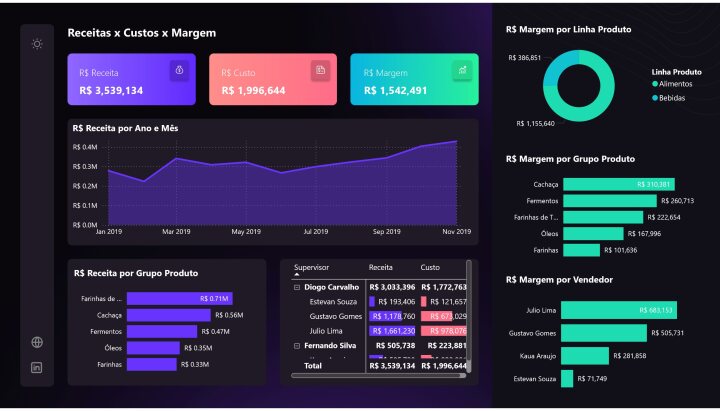 Receitas x Custos x Margem
R$ Receita
R$ 3,539,134
R$ Custo
R$ 1,996,644
R$ Margem
R$ 1,542,491
R$ Receita por Ano e Mês
R$ 0.4M
R$ 0.3M
R$ 0.2M
R$ 0.1M
R$ 0.0M
Jan 2019
Mar 2019
May 2019
Jul 2019
Sep 2019
Nov 2019
R$ Receita por Grupo Produto
Farinhas de ... R$ 0.71M
Cachaça R$ 0.56M
Fermentos R$ 0.47M
Óleos R$ 0.35M
Farinhas R$ 0.33M
Supervisor Receita Custo
Diogo Carvalho R$ 3,033,396 R$ 1,772,763
Estevan Souza R$ 193,406 R$ 121,657
Gustavo Gomes R$ 1,178,760 R$ 673,029
Julio Lima R$ 1,661,230 R$ 978,076
Fernando Silva R$ 505,738 R$ 223,881
Total R$ 3,539,134 R$ 1,996,644
R$ Margem por Linha Produto
R$ 386,851
R$ 1,155,640
Linha Produto
Alimentos
Bebidas
R$ Margem por Grupo Produto
Cachaça R$ 310,381
Fermentos R$ 260,713
Farinhas de T... R$ 222,654
Óleos R$ 167,996
Farinhas R$ 101,636
R$ Margem por Vendedor
Julio Lima R$ 683,153
Gustavo Gomes R$ 505,731
Kaua Araujo R$ 281,858
Estevan Souza R$ 71,749